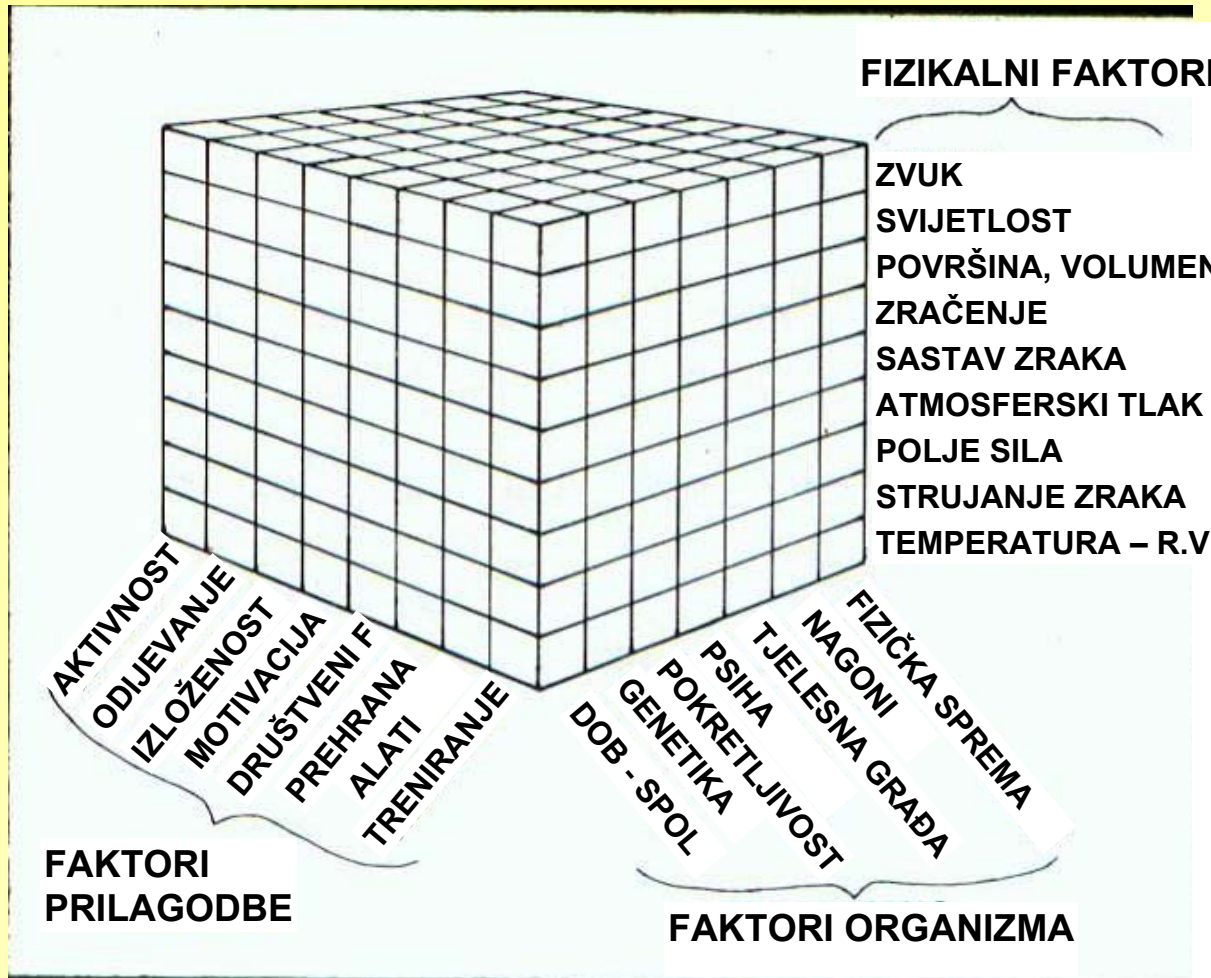 FIZIKALNI FAKTORI
ZVUK
SVIJETLOST
POVRŠINA, VOLUMEN
ZRAČENJE
SASTAV ZRAKA
ATMOSFERSKI TLAK
POLJE SILA
STRUJANJE ZRAKA
TEMPERATURA – R.V
AKTIVNOST
ODIJEVANJE
IZLOŽENOST
MOTIVACIJA
DRUŠTVENI F
PREHRANA
ALATI
TRENIRANJE
FAKTORI
PRILAGODBE
DOB - SPOL
GENETIKA
POKRETLJIVOST
PSIHA
TJELESNA GRAĐA
NAGONI
FIZIČKA SPREMA
FAKTORI ORGANIZMA